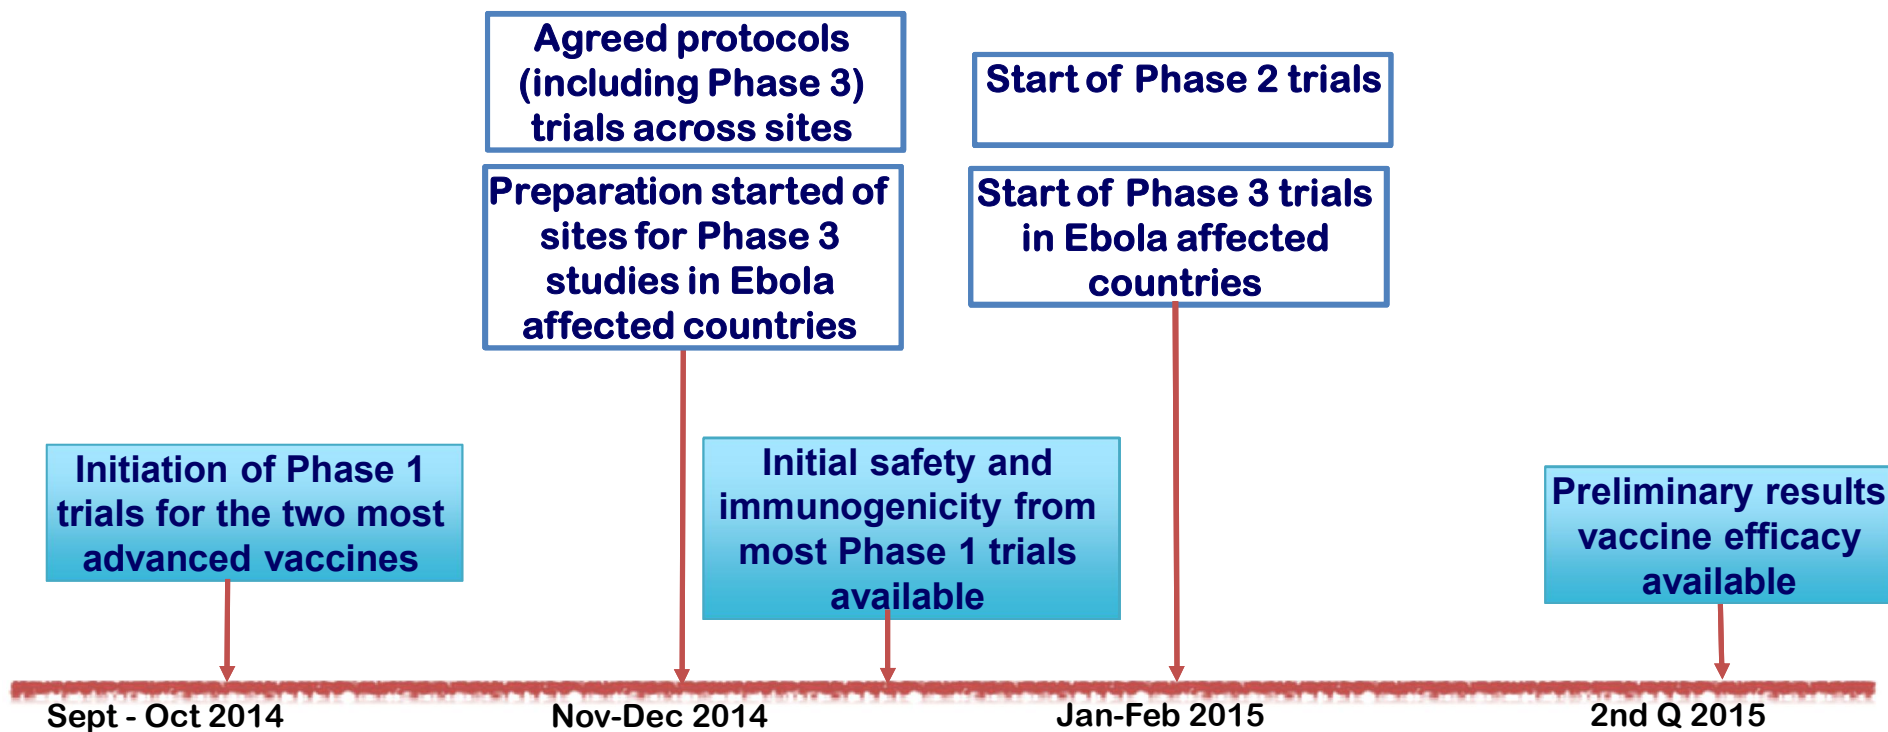 Agreed protocols
(including Phase 3)
trials across sites
Start of Phase 2 trials
Preparation started of
sites for Phase 3
studies in Ebola
affected countries
Start of Phase 3 trials
in Ebola affected
countries
Initiation of Phase 1
trials for the two most
advanced vaccines
Initial safety and
immunogenicity from
most Phase 1 trials
available
Preliminary results
vaccine efficacy
available
Sept - Oct 2014
Nov-Dec 2014
Jan-Feb 2015
2nd Q 2015